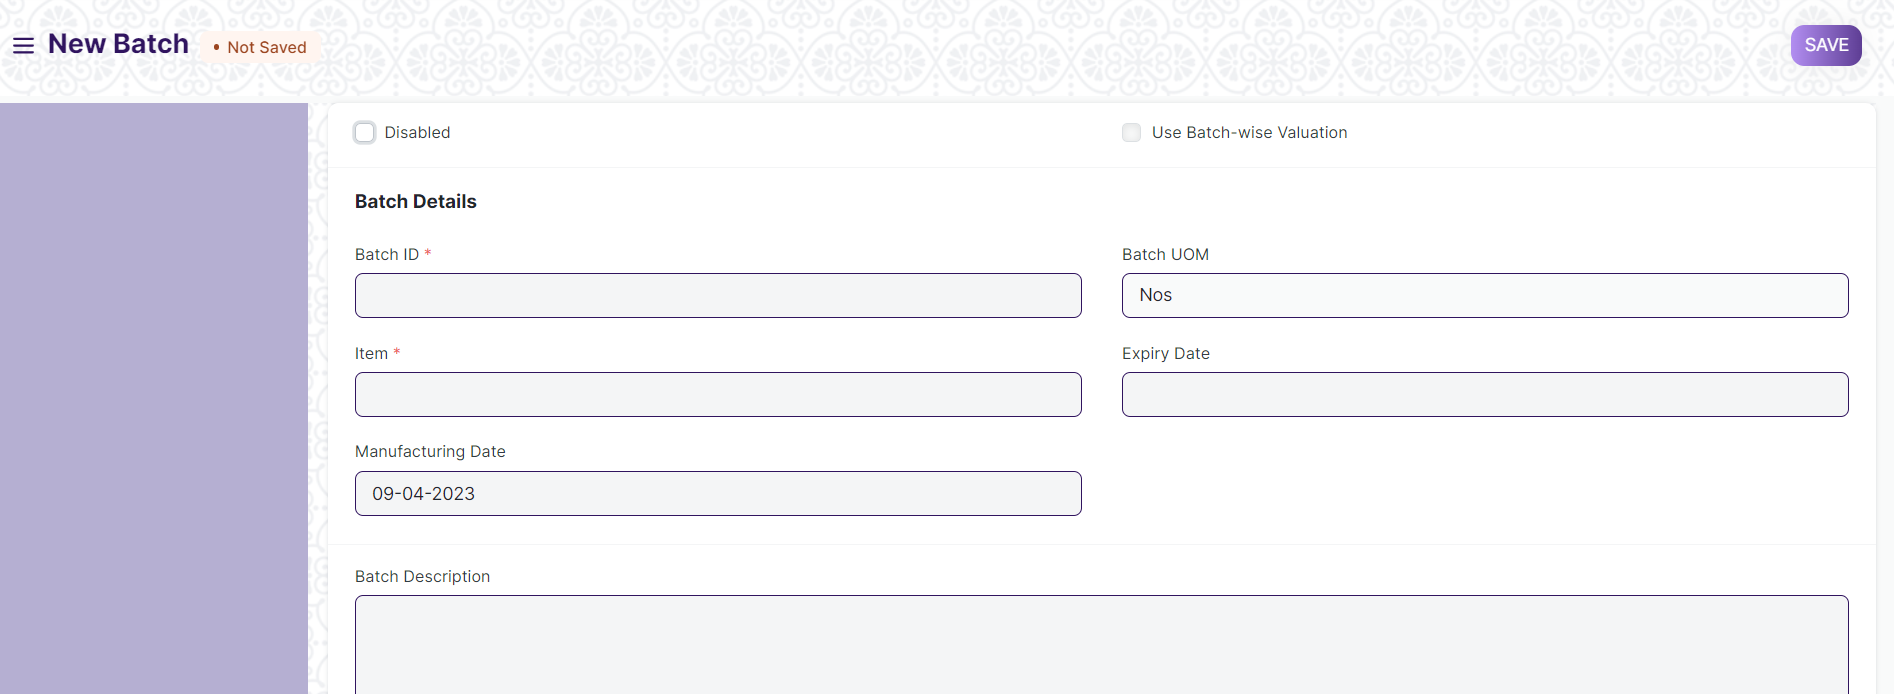 New Batch
• Not Saved
SAVE
Disabled
Use Batch-wise Valuation
Batch Details
Batch ID *
Batch UOM
Nos
Item *
Expiry Date
Manufacturing Date
09-04-2023
Batch Description